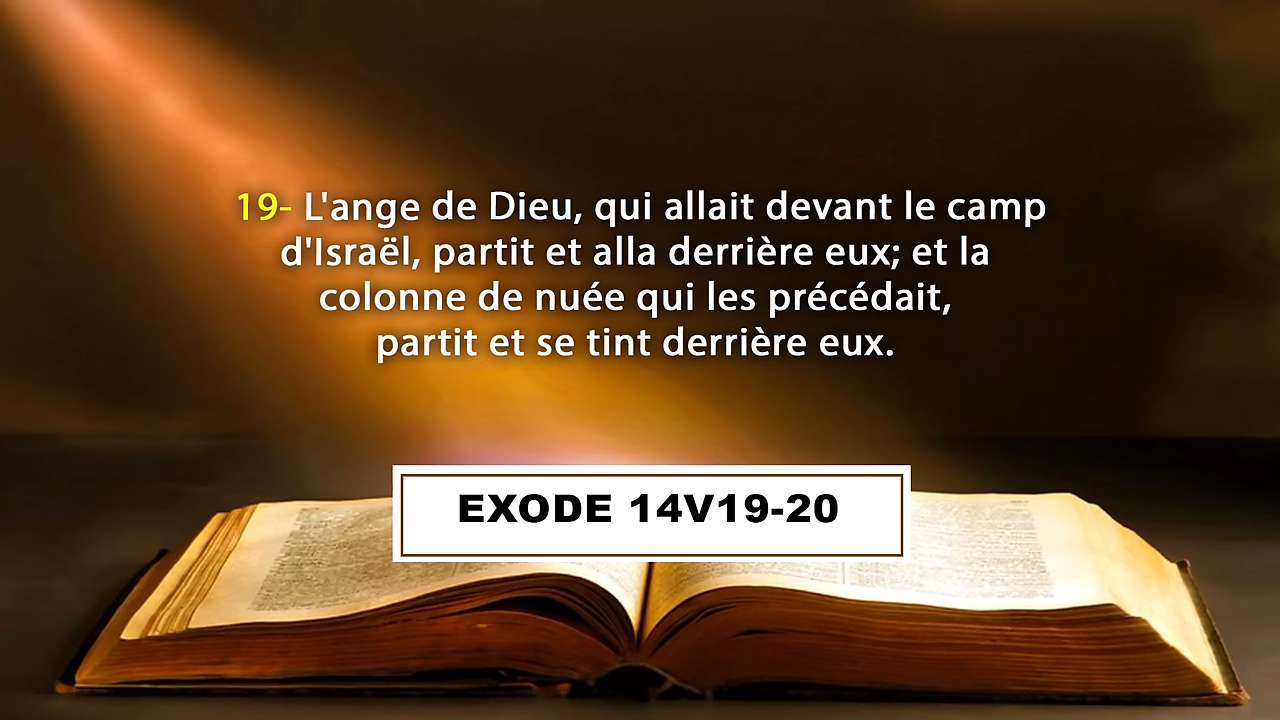 19- L'ange de Dieu, qui allait devant le camp
d'Israël, partit et alla derrière eux; et la
colonne de nuée qui les précédait,
partit et se tint derrière eux.
EXODE 14V19-20